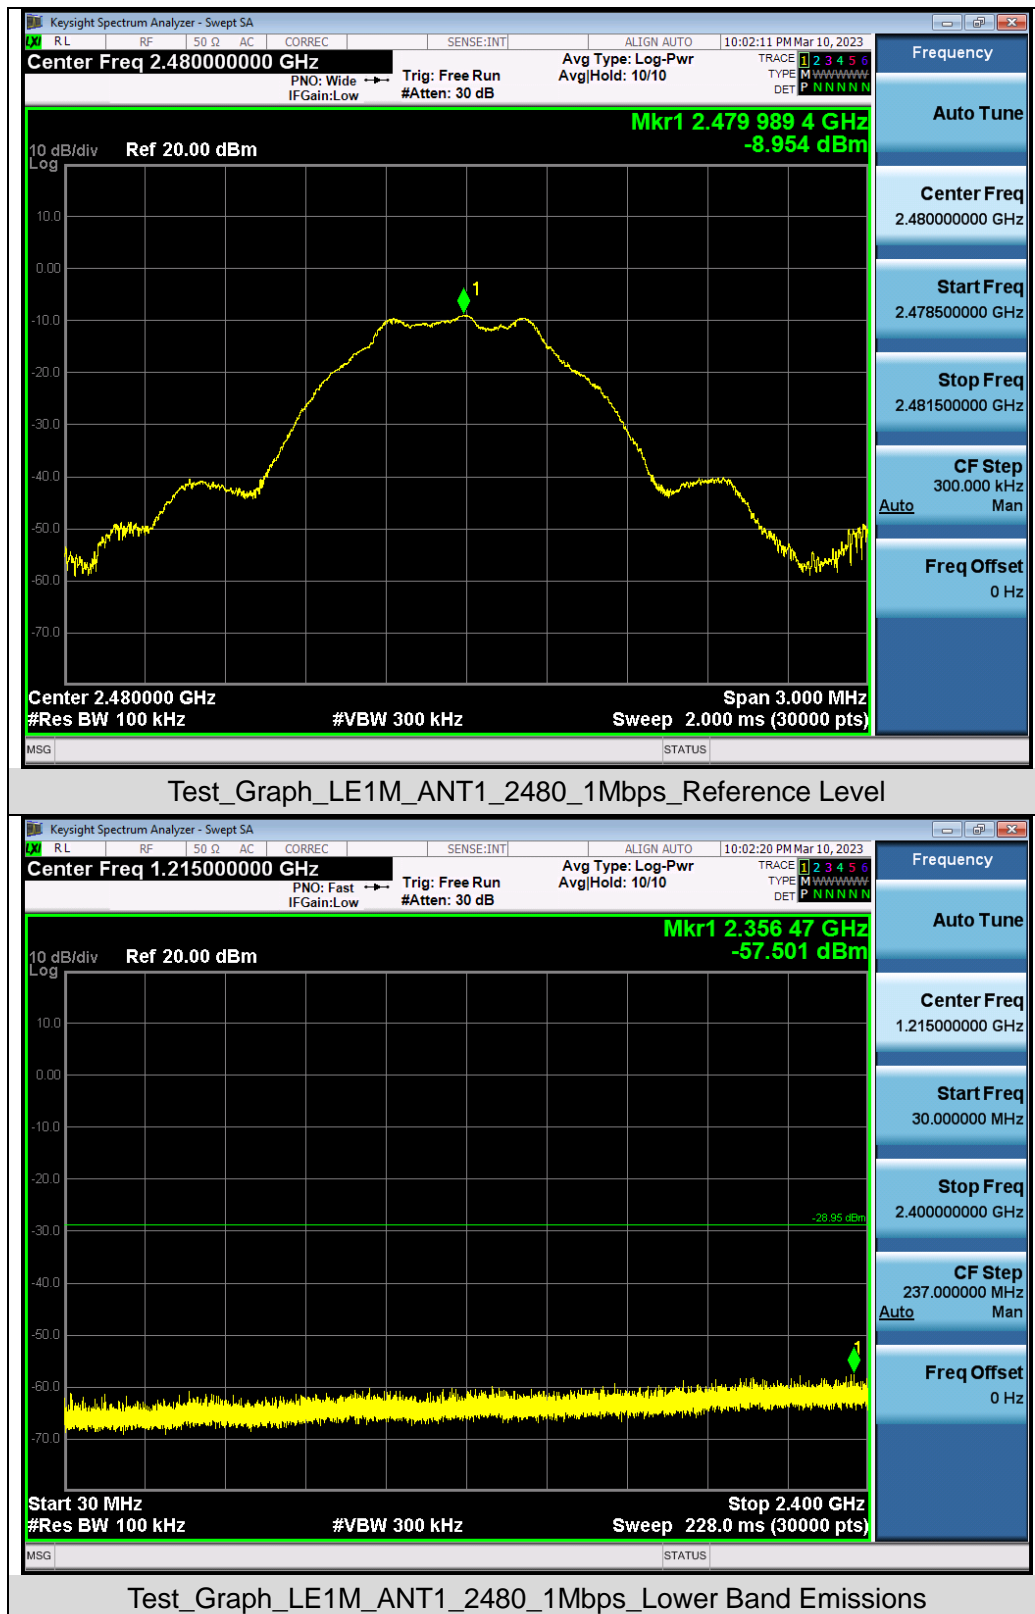 Keysight Spectrum Analyzer - Swept SA
LXI RL RF 50 Ω AC CORREC SENSE:INT ALIGN AUTO 10:02:11 PM Mar 10, 2023
Center Freq 2.480000000 GHz
PNO: Wide
IFGain:Low
Trig: Free Run
#Atten: 30 dB
Avg Type: Log-Pwr
Avg|Hold: 10/10
TRACE 1 2 3 4 5 6
TYPE M WWWWW
DET P N N N N N
Mkr1 2.479 989 4 GHz
-8.954 dBm
10 dB/div Ref 20.00 dBm
Log
10.0
0.00
1
-10.0
-20.0
-30.0
-40.0
-50.0
-60.0
-70.0
Center 2.480000 GHz Span 3.000 MHz
#Res BW 100 kHz #VBW 300 kHz Sweep 2.000 ms (30000 pts)
MSG STATUS
Frequency
Auto Tune
Center Freq
2.480000000 GHz
Start Freq
2.478500000 GHz
Stop Freq
2.481500000 GHz
CF Step
300.000 kHz
Auto Man
Freq Offset
0 Hz
Test_Graph_LE1M_ANT1_2480_1Mbps_Reference Level
Keysight Spectrum Analyzer - Swept SA
LXI RL RF 50 Ω AC CORREC SENSE:INT ALIGN AUTO 10:02:20 PM Mar 10, 2023
Center Freq 1.215000000 GHz
PNO: Fast
IFGain:Low
Trig: Free Run
#Atten: 30 dB
Avg Type: Log-Pwr
Avg|Hold: 10/10
TRACE 1 2 3 4 5 6
TYPE M WWWWW
DET P N N N N N
Mkr1 2.356 47 GHz
-57.501 dBm
10 dB/div Ref 20.00 dBm
Log
10.0
0.00
-10.0
-20.0
-28.95 dBm
-30.0
-40.0
-50.0
1
-60.0
-70.0
Start 30 MHz Stop 2.400 GHz
#Res BW 100 kHz #VBW 300 kHz Sweep 228.0 ms (30000 pts)
MSG STATUS
Frequency
Auto Tune
Center Freq
1.215000000 GHz
Start Freq
30.000000 MHz
Stop Freq
2.400000000 GHz
CF Step
237.000000 MHz
Auto Man
Freq Offset
0 Hz
Test_Graph_LE1M_ANT1_2480_1Mbps_Lower Band Emissions